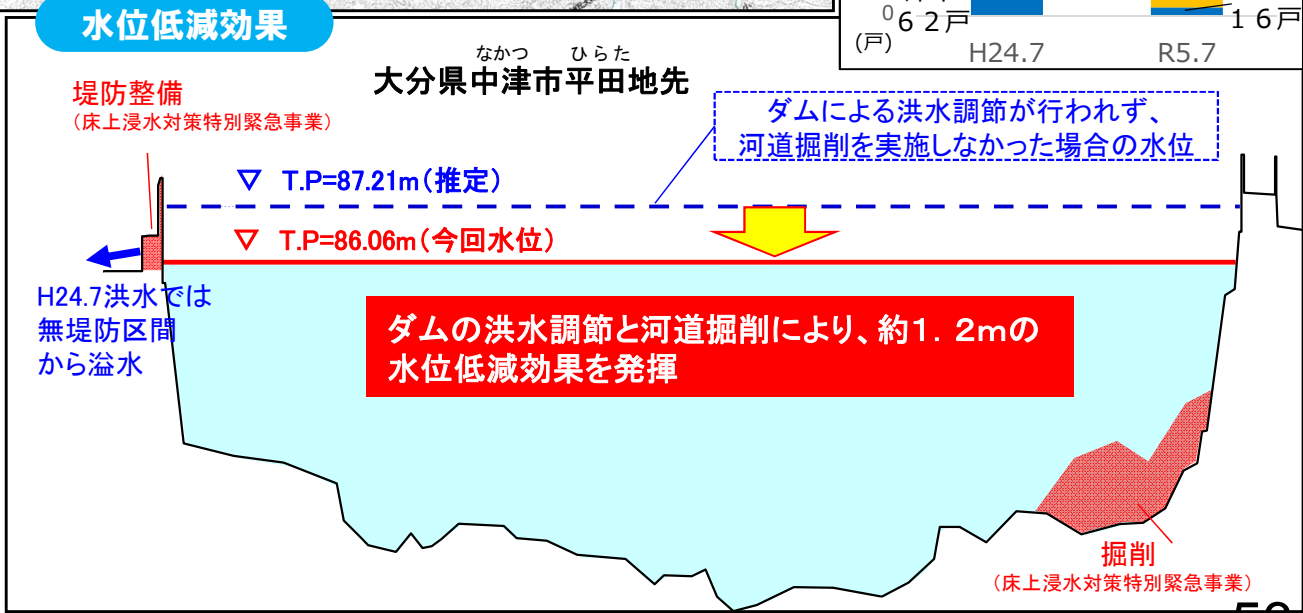 水位低減効果
0
62戸
16戸
(戸)
H24.7
R5.7
なかつ ひらた
大分県中津市平田地先
堤防整備
(床上浸水対策特別緊急事業)
ダムによる洪水調節が行われず、
河道掘削を実施しなかった場合の水位
▽ T.P=87.21m(推定)
▽ T.P=86.06m(今回水位)
H24.7洪水では
無堤防区間
から溢水
ダムの洪水調節と河道掘削により、約1.2mの
水位低減効果を発揮
掘削
(床上浸水対策特別緊急事業)